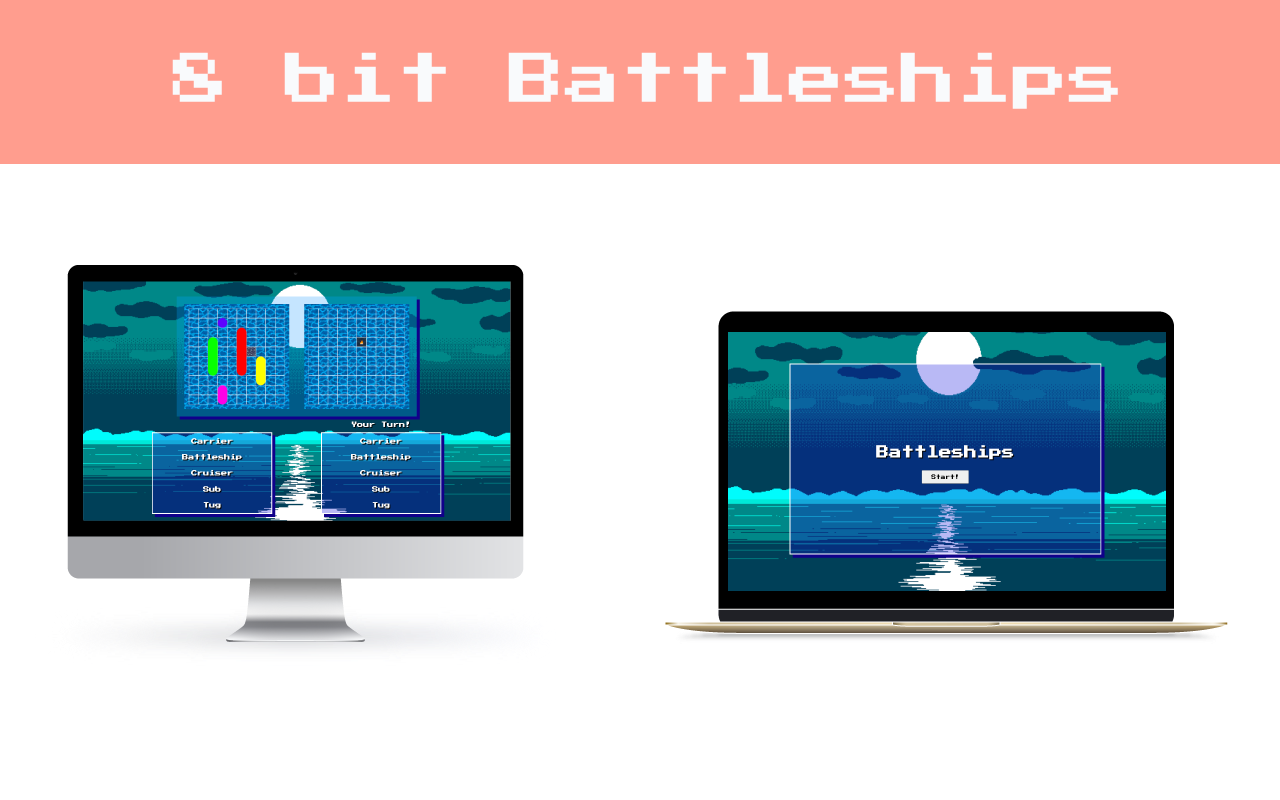 8 bit Battleships
Your Turn!
Carrier
Battleship
Cruiser
Sub
Tug
Carrier
Battleship
Cruiser
Sub
Tug
Battleships
Start!